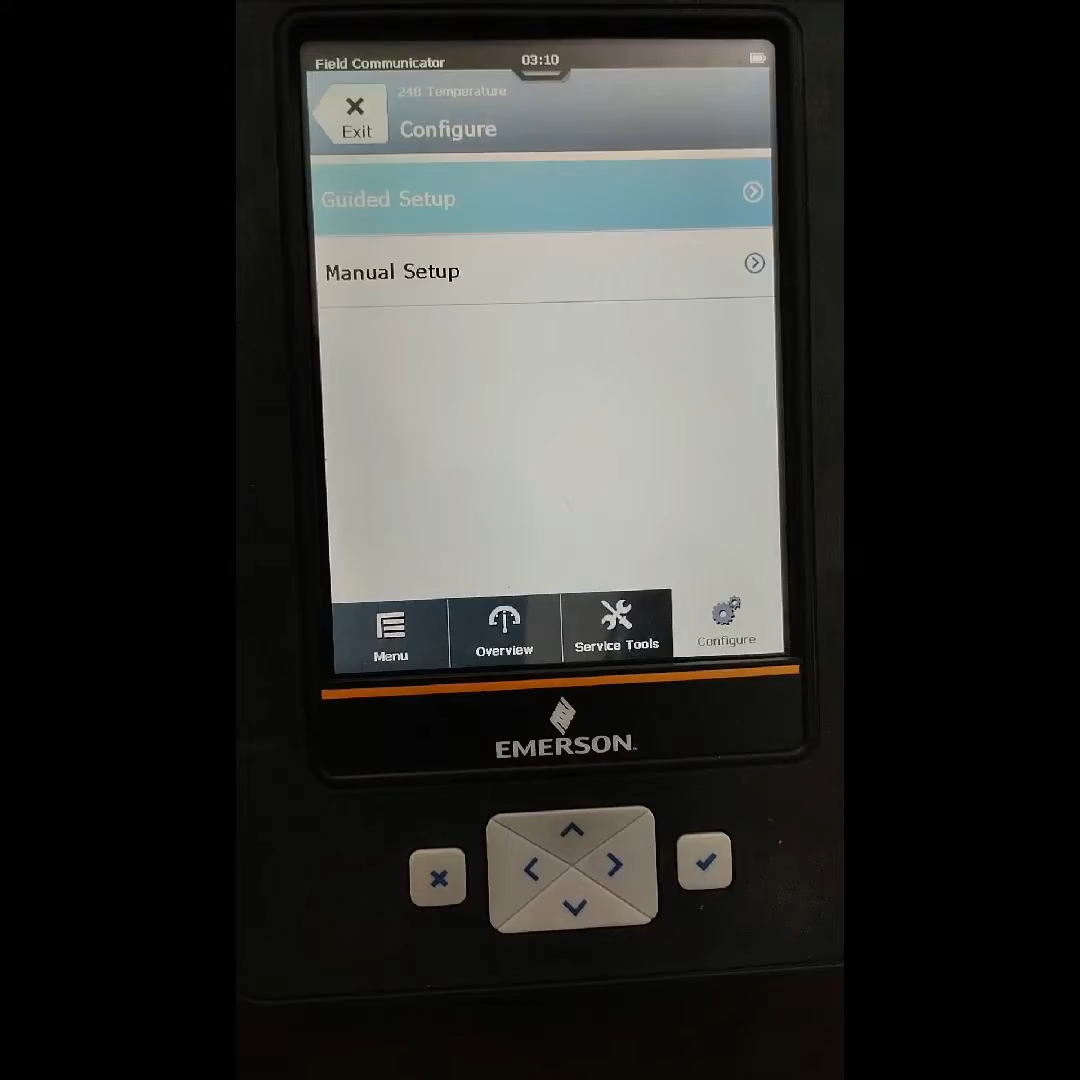 Field Communicator 03:10
248 Temperature
Exit
Configure
Guided Setup
Manual Setup
Menu
Overview
Service Tools
Configure
EMERSON